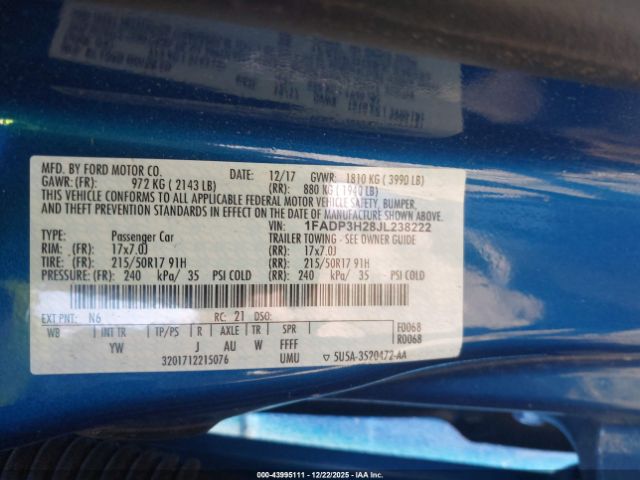 MFD. BY FORD MOTOR CO. DATE: 12/17 GVWR: 1810 KG ( 3990 LB)
GAWR: (FR): 972 KG ( 2143 LB) (RR): 880 KG ( 1940 LB)
THIS VEHICLE CONFORMS TO ALL APPLICABLE FEDERAL MOTOR VEHICLE SAFETY, BUMPER,
AND THEFT PREVENTION STANDARDS IN EFFECT ON THE DATE OF MANUFACTURE SHOWN ABOVE.
VIN: 1FADP3H28JL238222
TYPE: Passenger Car TRAILER TOWING - SEE OWNER GUIDE
RIM: (FR) 17x7.0J (RR): 17x7.0J
TIRE: (FR) 215/50R17 91H (RR): 215/50R17 91H
PRESSURE: (FR) 240 kPa/ 35 PSI COLD (RR): 240 kPa/ 35 PSI COLD
EXT PNT: N6 RC: 21 DSO:
WB INT TR TP/PS R AXLE TR SPR F0068
YW J AU W FFFF R0068
3201712215076 UMU ▽ 5U5A-3520472-AA
00-43995111 - 12/22/2025 - IAAI.COM